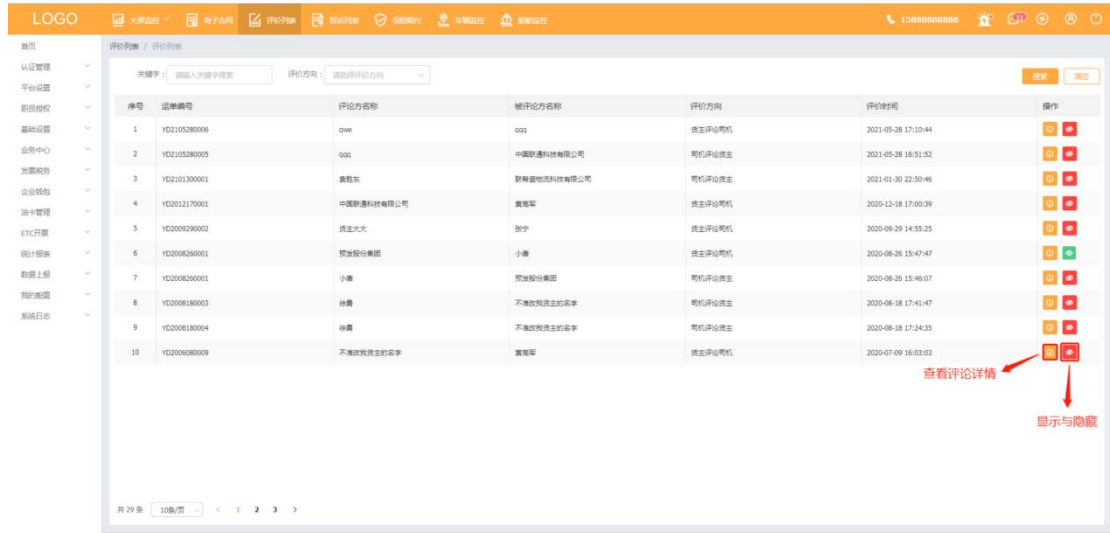 LOGO 大屏监控 电子合同 评价列表 投诉列表 保险赔付 车辆监控 船舶监控 15888888888
首页
认证管理
平台设置
职员授权
基础设置
业务中心
发票税务
企业钱包
油卡管理
ETC开票
统计报表
数据上报
我的配置
系统日志
评价列表 / 评价列表
关键字： 请输入关键字搜索 评价方向： 请选择评价方向 搜索 清空
序号 运单编号 评论方名称 被评论方名称 评价方向 评价时间 操作
1 YD2105280006 qwe qqq 货主评论司机 2021-05-28 17:10:44
2 YD2105280005 qqq 中国联通科技有限公司 司机评论货主 2021-05-28 16:51:52
3 YD2101300001 袁胜东 联帮盛物流科技有限公司 司机评论货主 2021-01-30 22:50:46
4 YD2012170001 中国联通科技有限公司 黄苑军 货主评论司机 2020-12-18 17:00:39
5 YD2009290002 货主大大 张中 货主评论司机 2020-09-29 14:55:25
6 YD2008260001 预发股份集团 小唐 货主评论司机 2020-08-26 15:47:47
7 YD2008260001 小唐 预发股份集团 司机评论货主 2020-08-26 15:46:07
8 YD2008180003 徐勇 不准改我货主的名字 司机评论货主 2020-08-18 17:41:47
9 YD2008180004 徐勇 不准改我货主的名字 司机评论货主 2020-08-18 17:24:35
10 YD2006080009 不准改我货主的名字 黄苑军 货主评论司机 2020-07-09 16:03:03
查看评论详情
显示与隐藏
共 29 条 10条/页 < 1 2 3 >